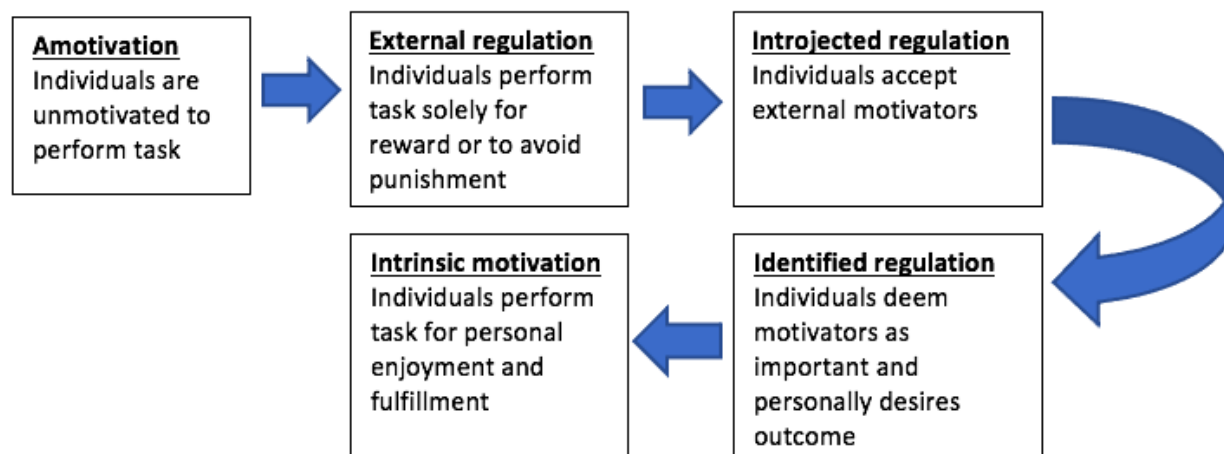 Amotivation
Individuals are
unmotivated to
perform task
External regulation
Individuals perform
task solely for
reward or to avoid
punishment
Introjected regulation
Individuals accept
external motivators
Identified regulation
Individuals deem
motivators as
important and
personally desires
outcome
Intrinsic motivation
Individuals perform
task for personal
enjoyment and
fulfillment